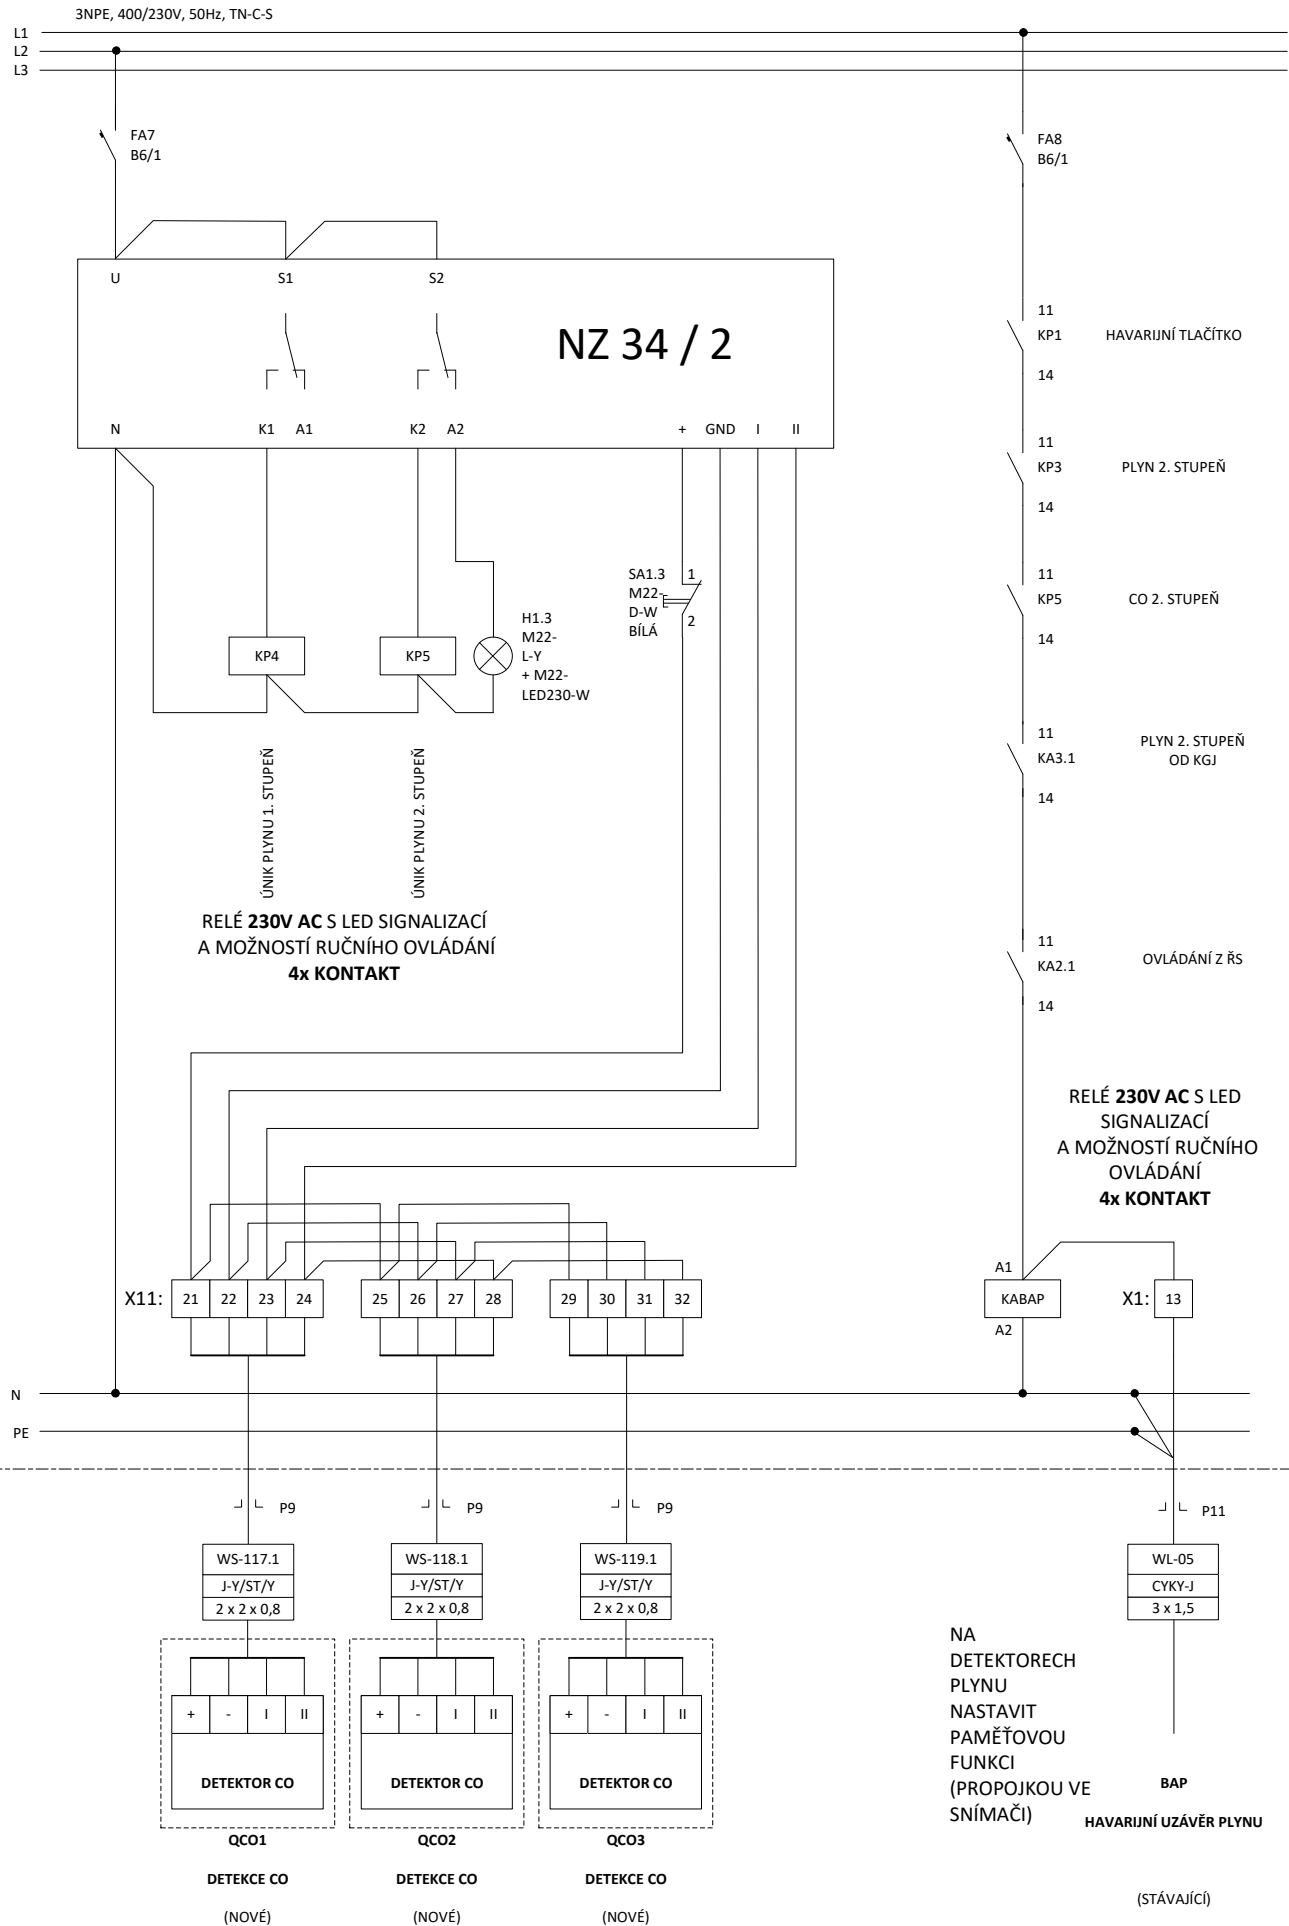 3NPE, 400/230V, 50Hz, TN-C-S
L1
L2
L3
FA7
B6/1
FA8
B6/1
U
S1
S2
NZ 34 / 2
N
K1
A1
K2
A2
+
GND
I
II
11
KP1
HAVARIJNÍ TLAČÍTKO
14
11
KP3
PLYN 2. STUPEŇ
14
SA1.3
M22-
D-W
BÍLÁ
1
2
11
KP5
CO 2. STUPEŇ
14
KP4
KP5
H1.3
M22-
L-Y
+ M22-
LED230-W
11
KA3.1
PLYN 2. STUPEŇ
OD KGJ
14
ÚNIK PLYNU 1. STUPEŇ
ÚNIK PLYNU 2. STUPEŇ
RELÉ 230V AC S LED SIGNALIZACÍ
A MOŽNOSTÍ RUČNÍHO OVLÁDÁNÍ
4x KONTAKT
11
KA2.1
OVLÁDÁNÍ Z ŘS
14
RELÉ 230V AC S LED
SIGNALIZACÍ
A MOŽNOSTÍ RUČNÍHO
OVLÁDÁNÍ
4x KONTAKT
X11:
21
22
23
24
25
26
27
28
29
30
31
32
A1
KABAP
A2
X1:
13
N
PE
P9
P9
P9
P11
WS-117.1
J-Y/ST/Y
2 x 2 x 0,8
WS-118.1
J-Y/ST/Y
2 x 2 x 0,8
WS-119.1
J-Y/ST/Y
2 x 2 x 0,8
WL-05
CYKY-J
3 x 1,5
+
-
I
II
DETEKTOR CO
+
-
I
II
DETEKTOR CO
+
-
I
II
DETEKTOR CO
NA
DETEKTORECH
PLYNU
NASTAVIT
PAMĚŤOVOU
FUNKCI
(PROPOJKOU VE
SNÍMAČI)
BAP
HAVARIJNÍ UZÁVĚR PLYNU
(STÁVAJÍCÍ)
QCO1
DETEKCE CO
(NOVÉ)
QCO2
DETEKCE CO
(NOVÉ)
QCO3
DETEKCE CO
(NOVÉ)